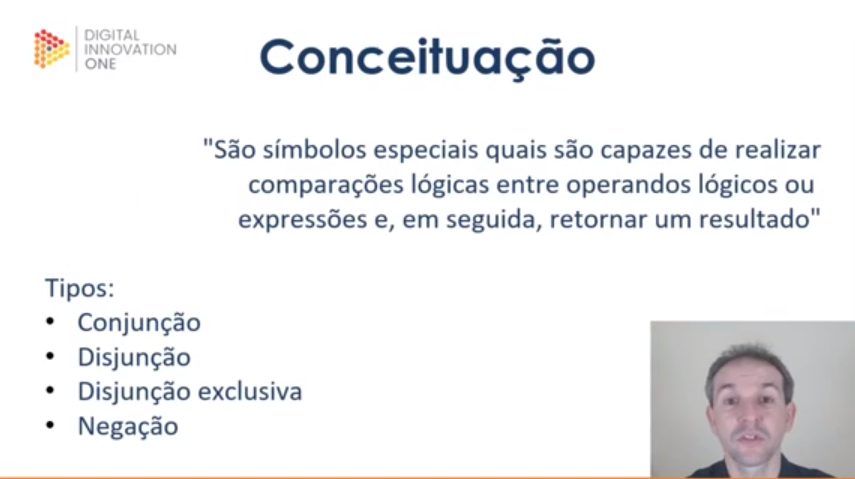 DIGITAL
INNOVATION
ONE
Conceituação
"São símbolos especiais quais são capazes de realizar
comparações lógicas entre operandos lógicos ou
expressões e, em seguida, retornar um resultado"
Tipos:
• Conjunção
• Disjunção
• Disjunção exclusiva
• Negação